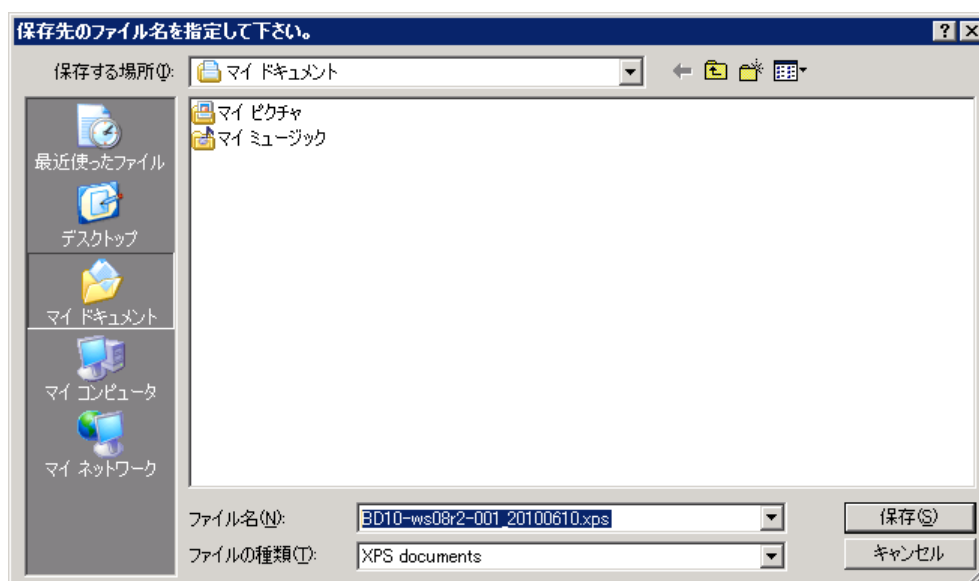 保存先のファイル名を指定して下さい。
保存する場所(I):
マイ ドキュメント
マイ ピクチャ
マイ ミュージック
最近使ったファイル
デスクトップ
マイ ドキュメント
マイ コンピュータ
マイ ネットワーク
ファイル名(N):
BD10-ws08r2-001_20100610.xps
保存(S)
ファイルの種類(T):
XPS documents
キャンセル